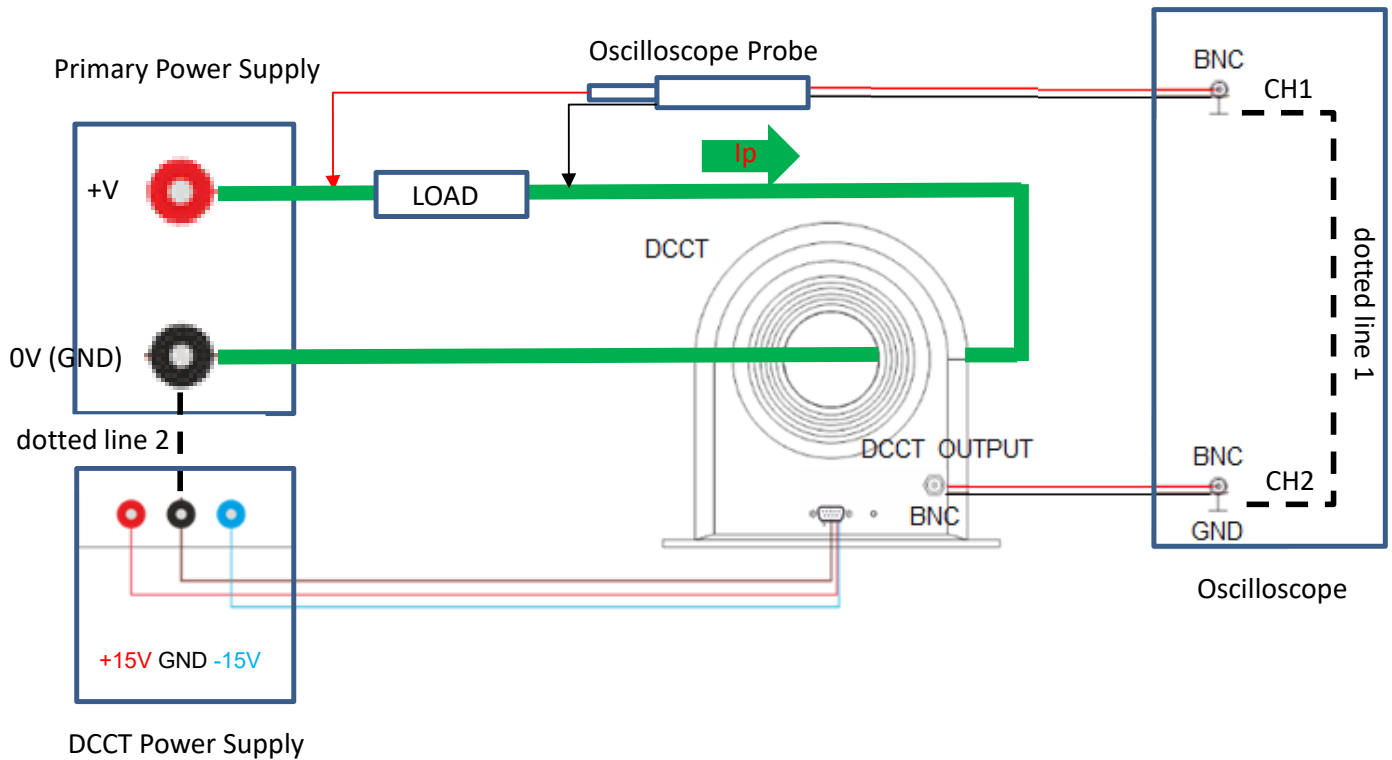 Oscilloscope Probe
BNC
Primary Power Supply
CH1
Ip
+V
LOAD
DCCT
dotted line 1
0V (GND)
dotted line 2
DCCT OUTPUT
BNC
CH2
BNC
GND
Oscilloscope
+15V GND -15V
DCCT Power Supply